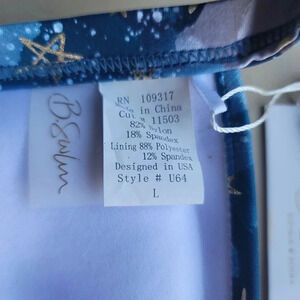 BSwim
RN 109317
in China
Cut # 11503
82% Nylon
18% Spandex
Lining 88% Polyester
12% Spandex
Designed in USA
Style # U64
L